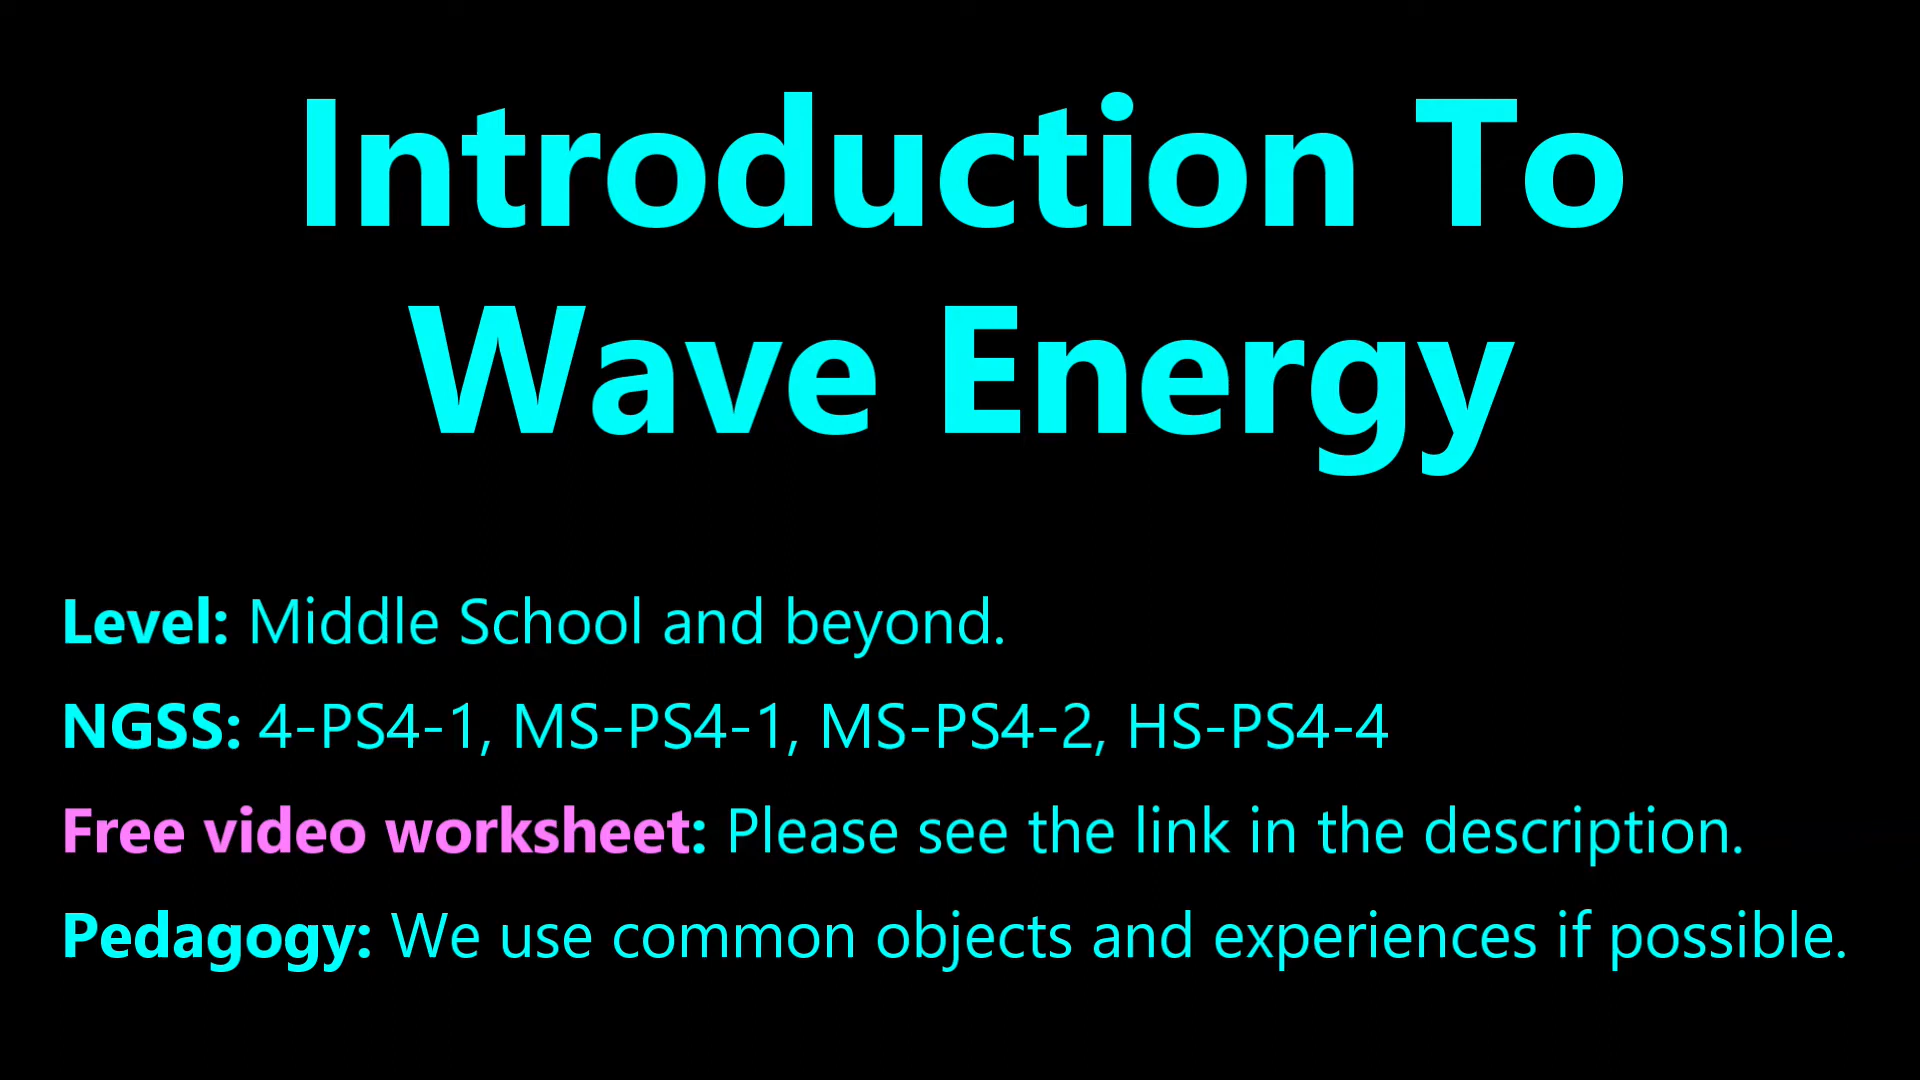 Introduction To
Wave Energy
Level: Middle School and beyond.
NGSS: 4-PS4-1, MS-PS4-1, MS-PS4-2, HS-PS4-4
Free video worksheet: Please see the link in the description.
Pedagogy: We use common objects and experiences if possible.